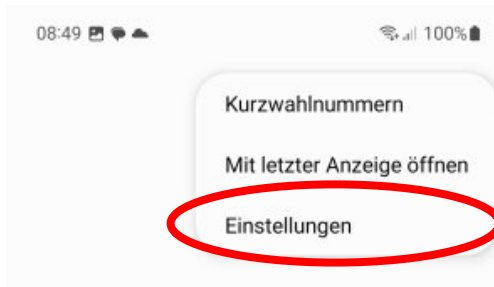 08:49 100%
Kurzwahlnummern
Mit letzter Anzeige öffnen
Einstellungen